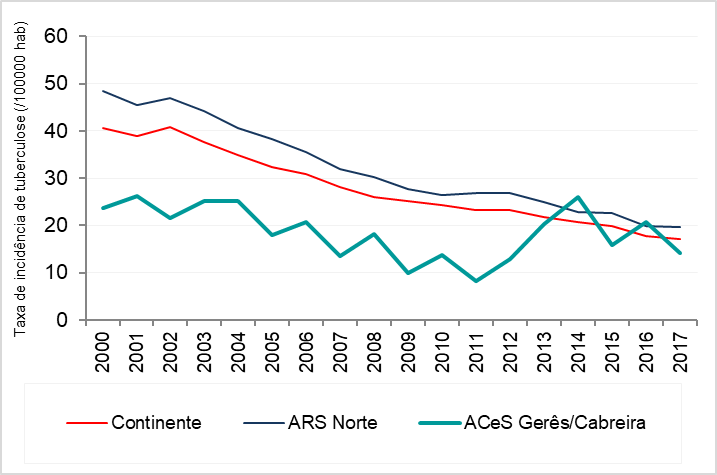 Taxa de incidência de tuberculose (/100000 hab)
60
50
40
30
20
10
0
2000 2001 2002 2003 2004 2005 2006 2007 2008 2009 2010 2011 2012 2013 2014 2015 2016 2017
Continente ARS Norte ACeS Gerês/Cabreira